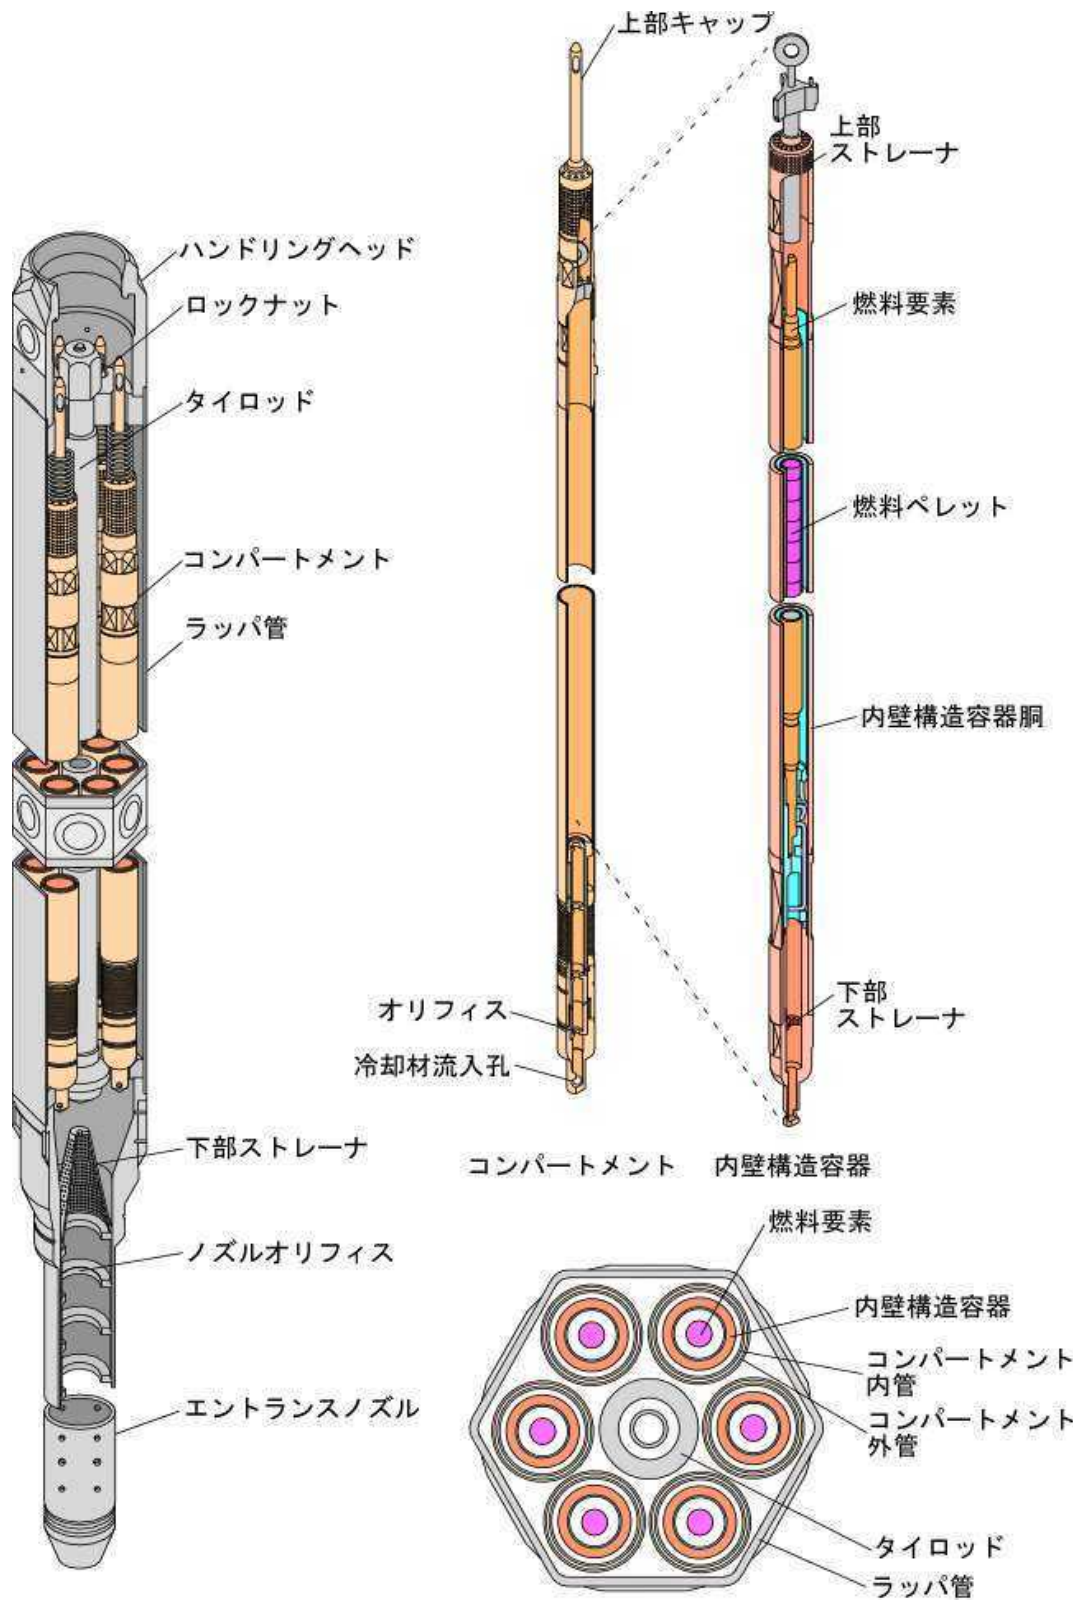 上部キャップ
上部
ストレーナ
ハンドリングヘッド
ロックナット
燃料要素
タイロッド
燃料ペレット
コンパートメント
ラッパ管
内壁構造容器胴
オリフィス
下部
ストレーナ
冷却材流入孔
下部ストレーナ
コンパートメント
内壁構造容器
燃料要素
ノズルオリフィス
内壁構造容器
コンパートメント
内管
エントランスノズル
コンパートメント
外管
タイロッド
ラッパ管